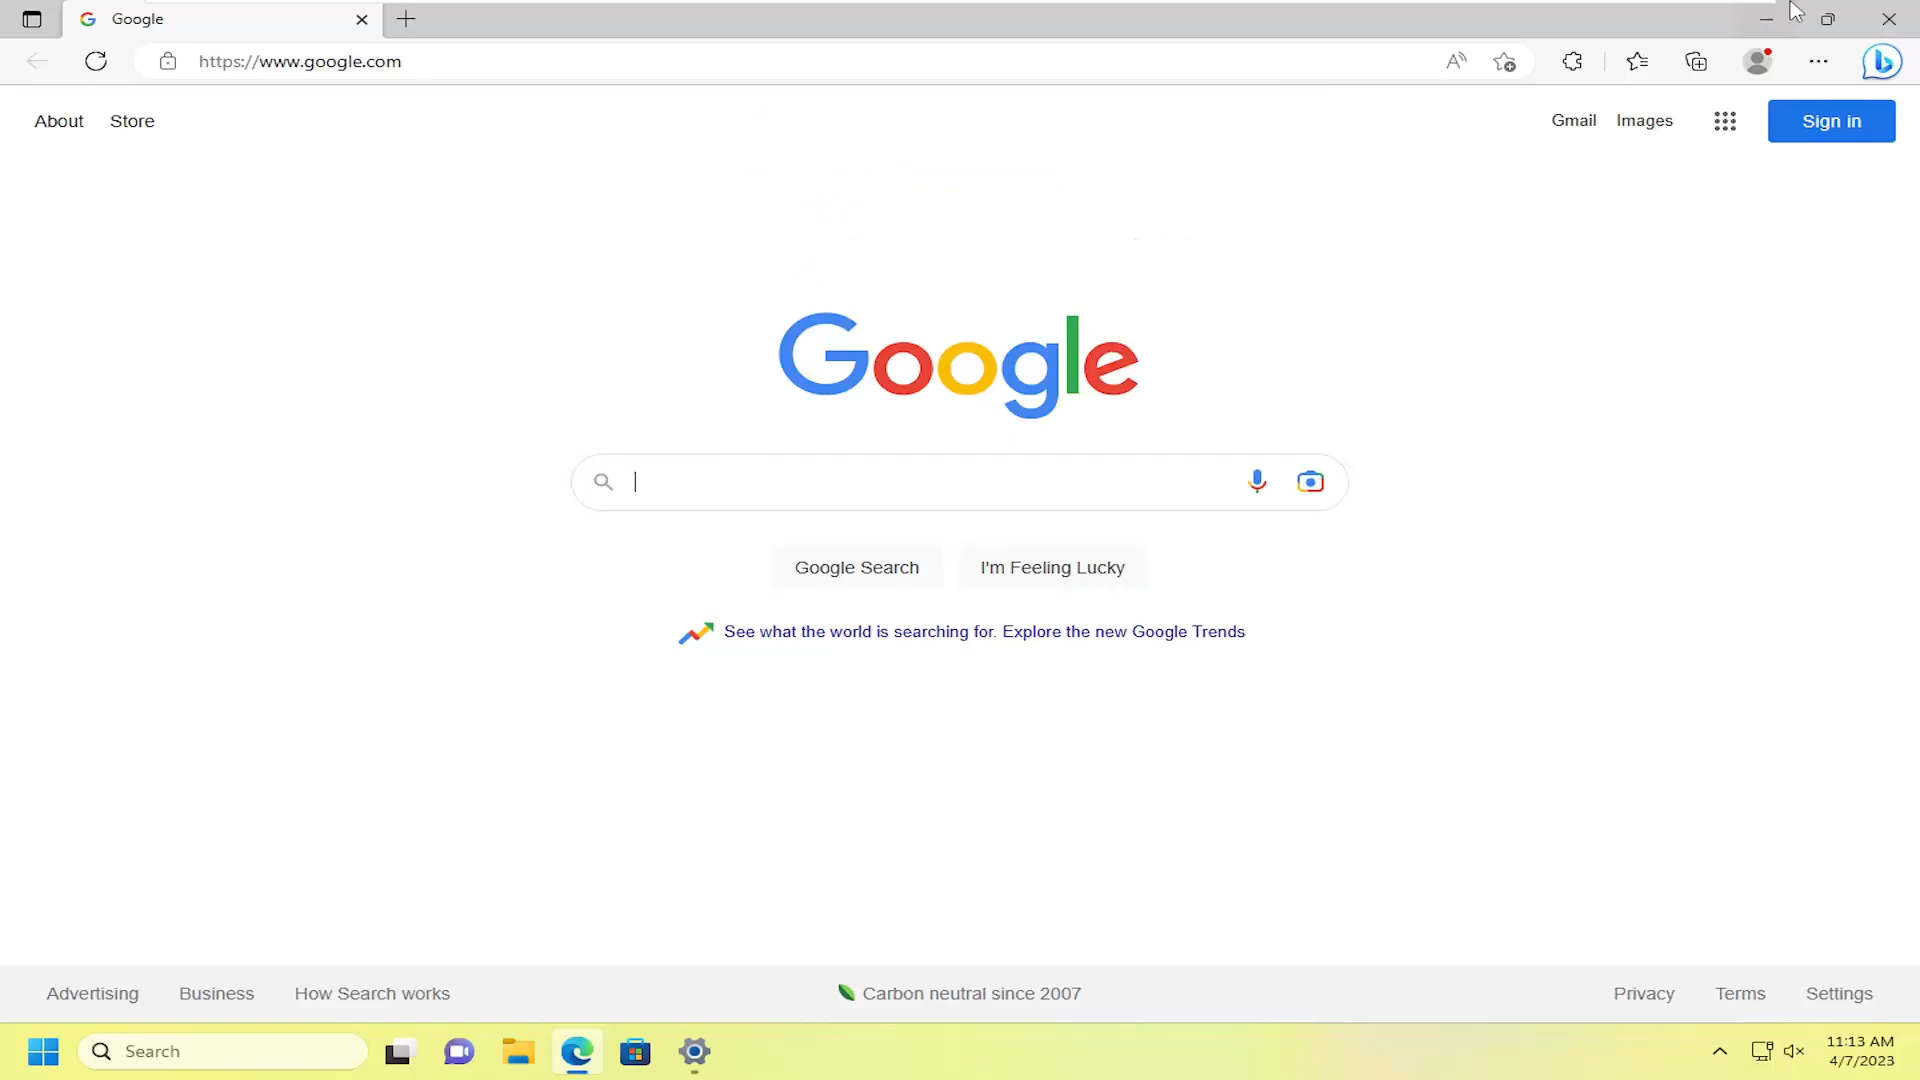 Google
https://www.google.com
About Store
Gmail Images Sign in
Google
Google Search I'm Feeling Lucky
See what the world is searching for. Explore the new Google Trends
Advertising Business How Search works
Carbon neutral since 2007
Privacy Terms Settings
Search
11:13 AM
4/7/2023